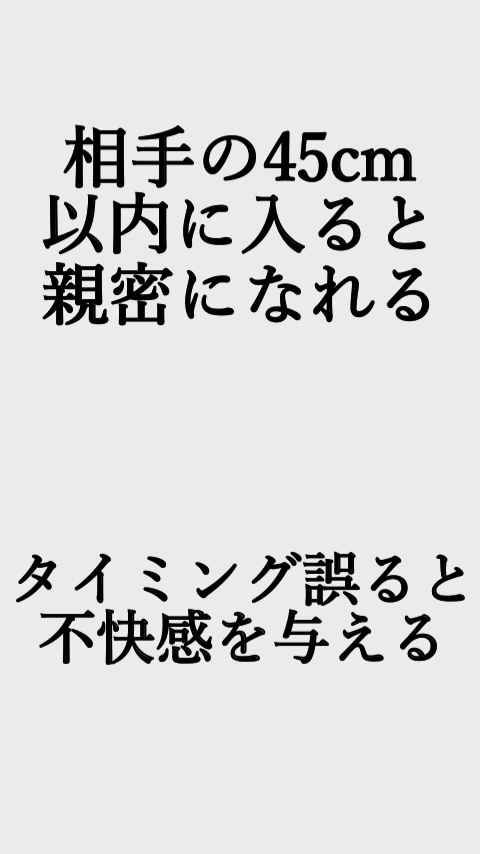 相手の45cm
以内に入ると
親密になれる
タイミング誤ると
不快感を与える